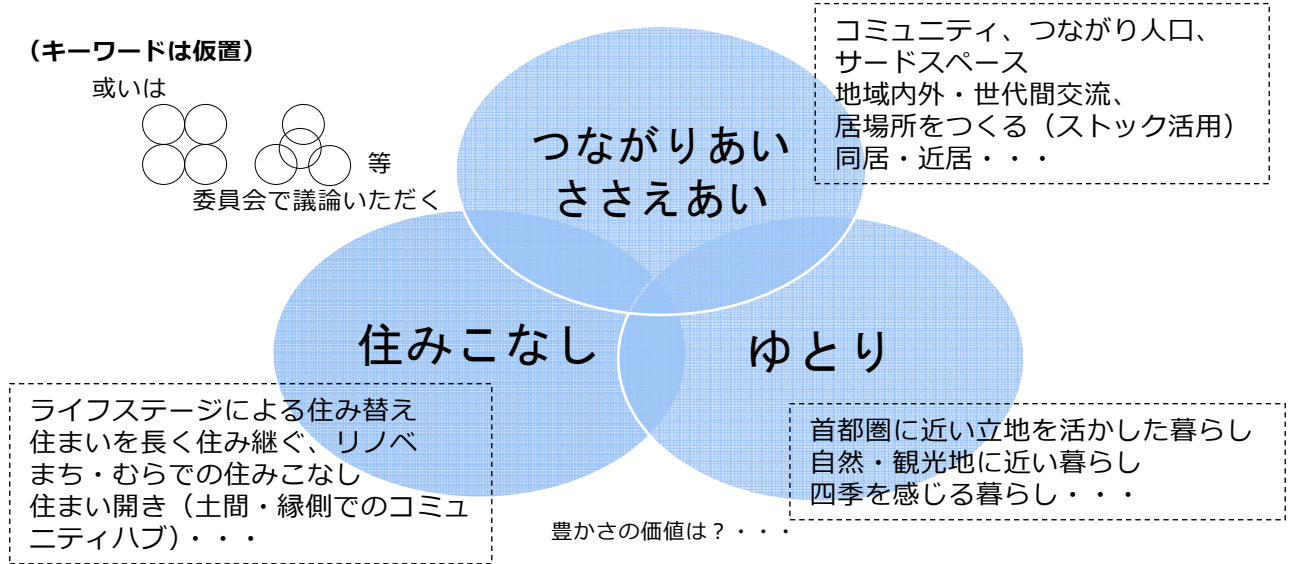 （キーワードは仮置）
或いは
等
委員会で議論いただく
コミュニティ、つながり人口、
サードスペース
地域内外・世代間交流、
居場所をつくる（ストック活用）
同居・近居・・・
つながりあい
ささえあい
住みこなし
ゆとり
ライフステージによる住み替え
住まいを長く住み継ぐ、リノベ
まち・むらでの住みこなし
住まい開き（土間・縁側でのコミュ
ニティハブ）・・・
首都圏に近い立地を活かした暮らし
自然・観光地に近い暮らし
四季を感じる暮らし・・・
豊かさの価値は？・・・